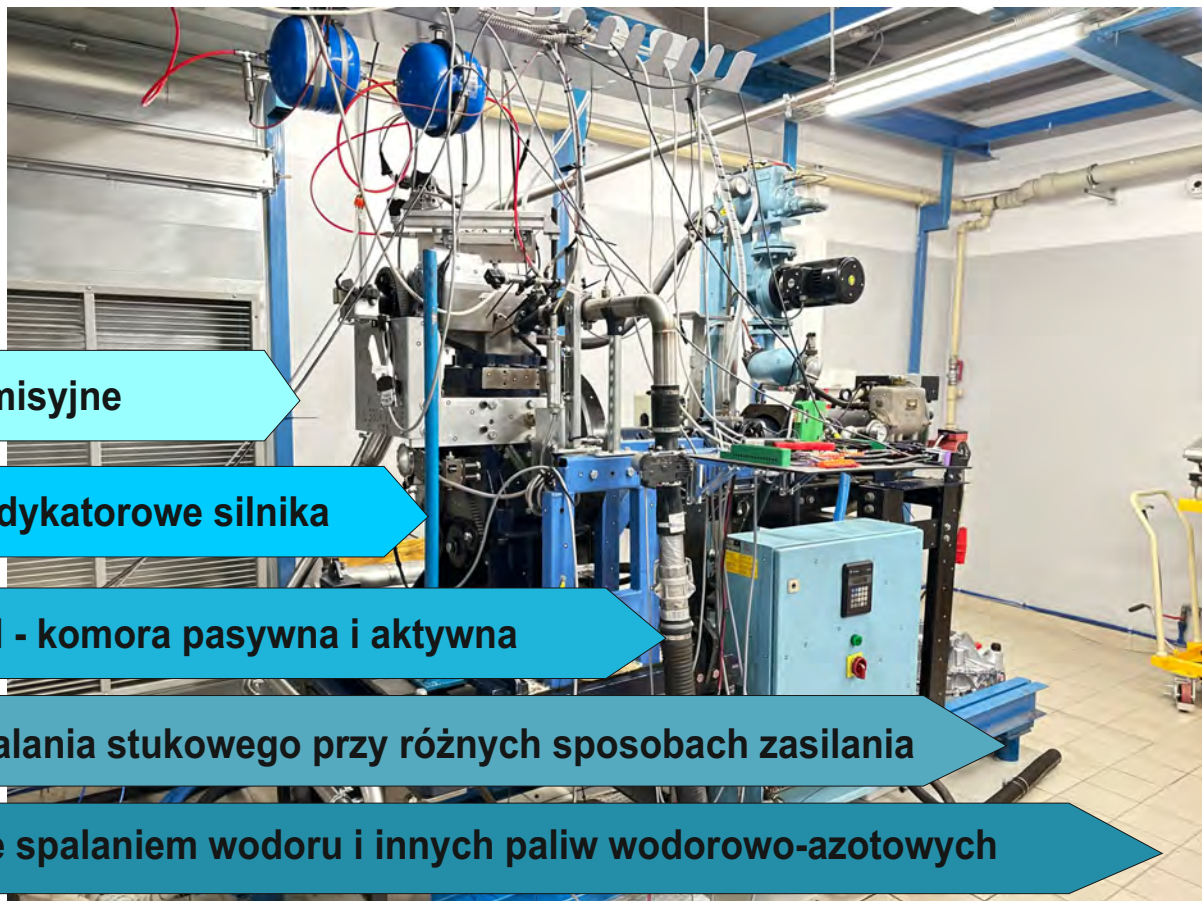 misyjne
dykatorowe silnika
- komora pasywna i aktywna
alania stukowego przy różnych sposobach zasilania
spalaniem wodoru i innych paliw wodorowo-azotowych